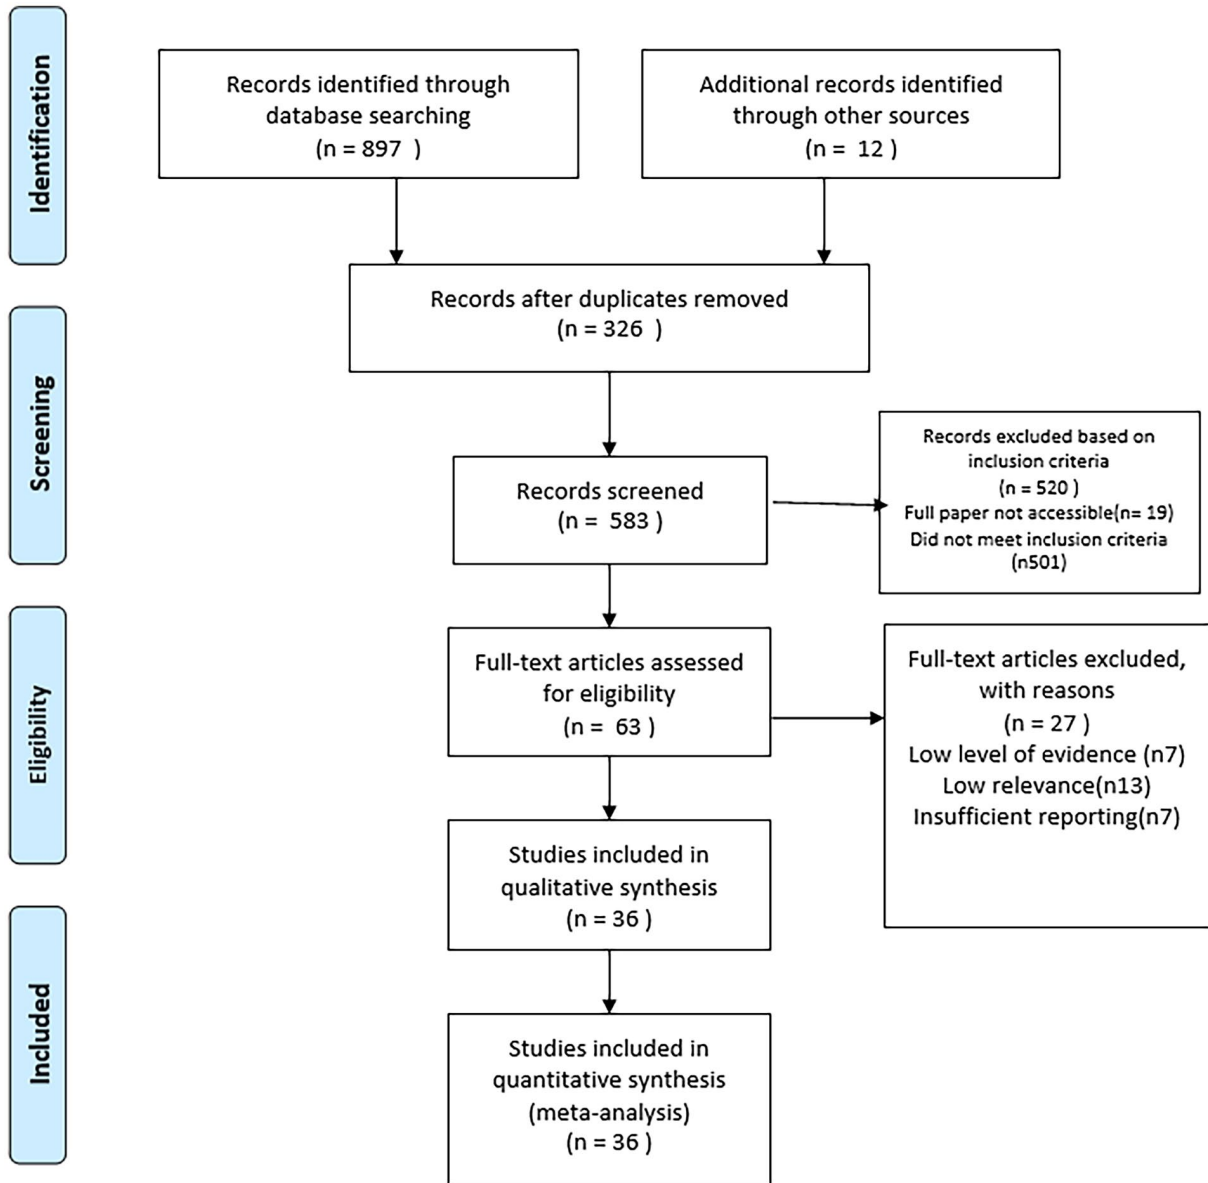 Identification
Records identified through
database searching
(n = 897  )
Additional records identified
through other sources
(n =  12 )
Records after duplicates removed
(n = 326  )
Screening
Records screened
(n =  583 )
Records excluded based on
inclusion criteria
(n = 520 )
Full paper not accessible(n= 19)
Did not meet inclusion criteria
(n501)
Eligibility
Full-text articles assessed
for eligibility
(n =  63 )
Full-text articles excluded,
with reasons
(n = 27 )
Low level of evidence (n7)
Low relevance(n13)
Insufficient reporting(n7)
Studies included in
qualitative synthesis
(n = 36 )
Included
Studies included in
quantitative synthesis
(meta-analysis)
(n = 36 )